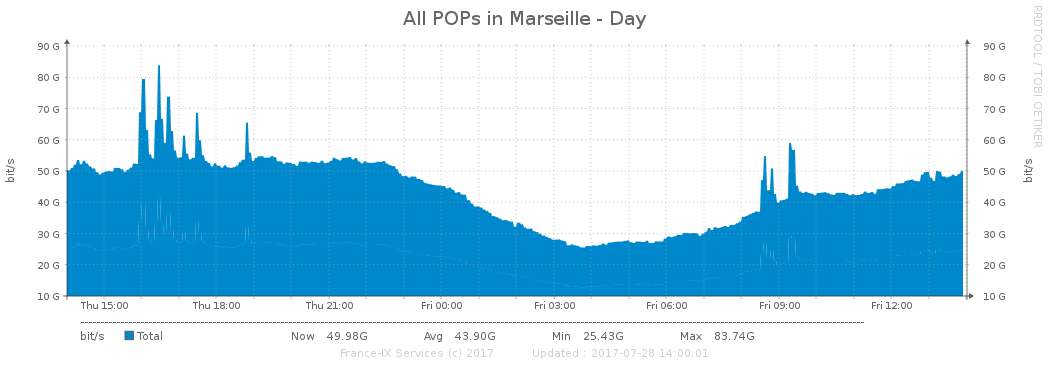 All POPs in Marseille - Day
RRDTOOL / TOBI OETIKER
90 G 90 G
80 G 80 G
70 G 70 G
60 G 60 G
50 G 50 G
40 G 40 G
30 G 30 G
20 G 20 G
10 G 10 G
bit/s
bit/s
Thu 15:00 Thu 18:00 Thu 21:00 Fri 00:00 Fri 03:00 Fri 06:00 Fri 09:00 Fri 12:00
bit/s Total Now 49.98G Avg 43.90G Min 25.43G Max 83.74G
France-IX Services (c) 2017 Updated : 2017-07-28 14:00:01